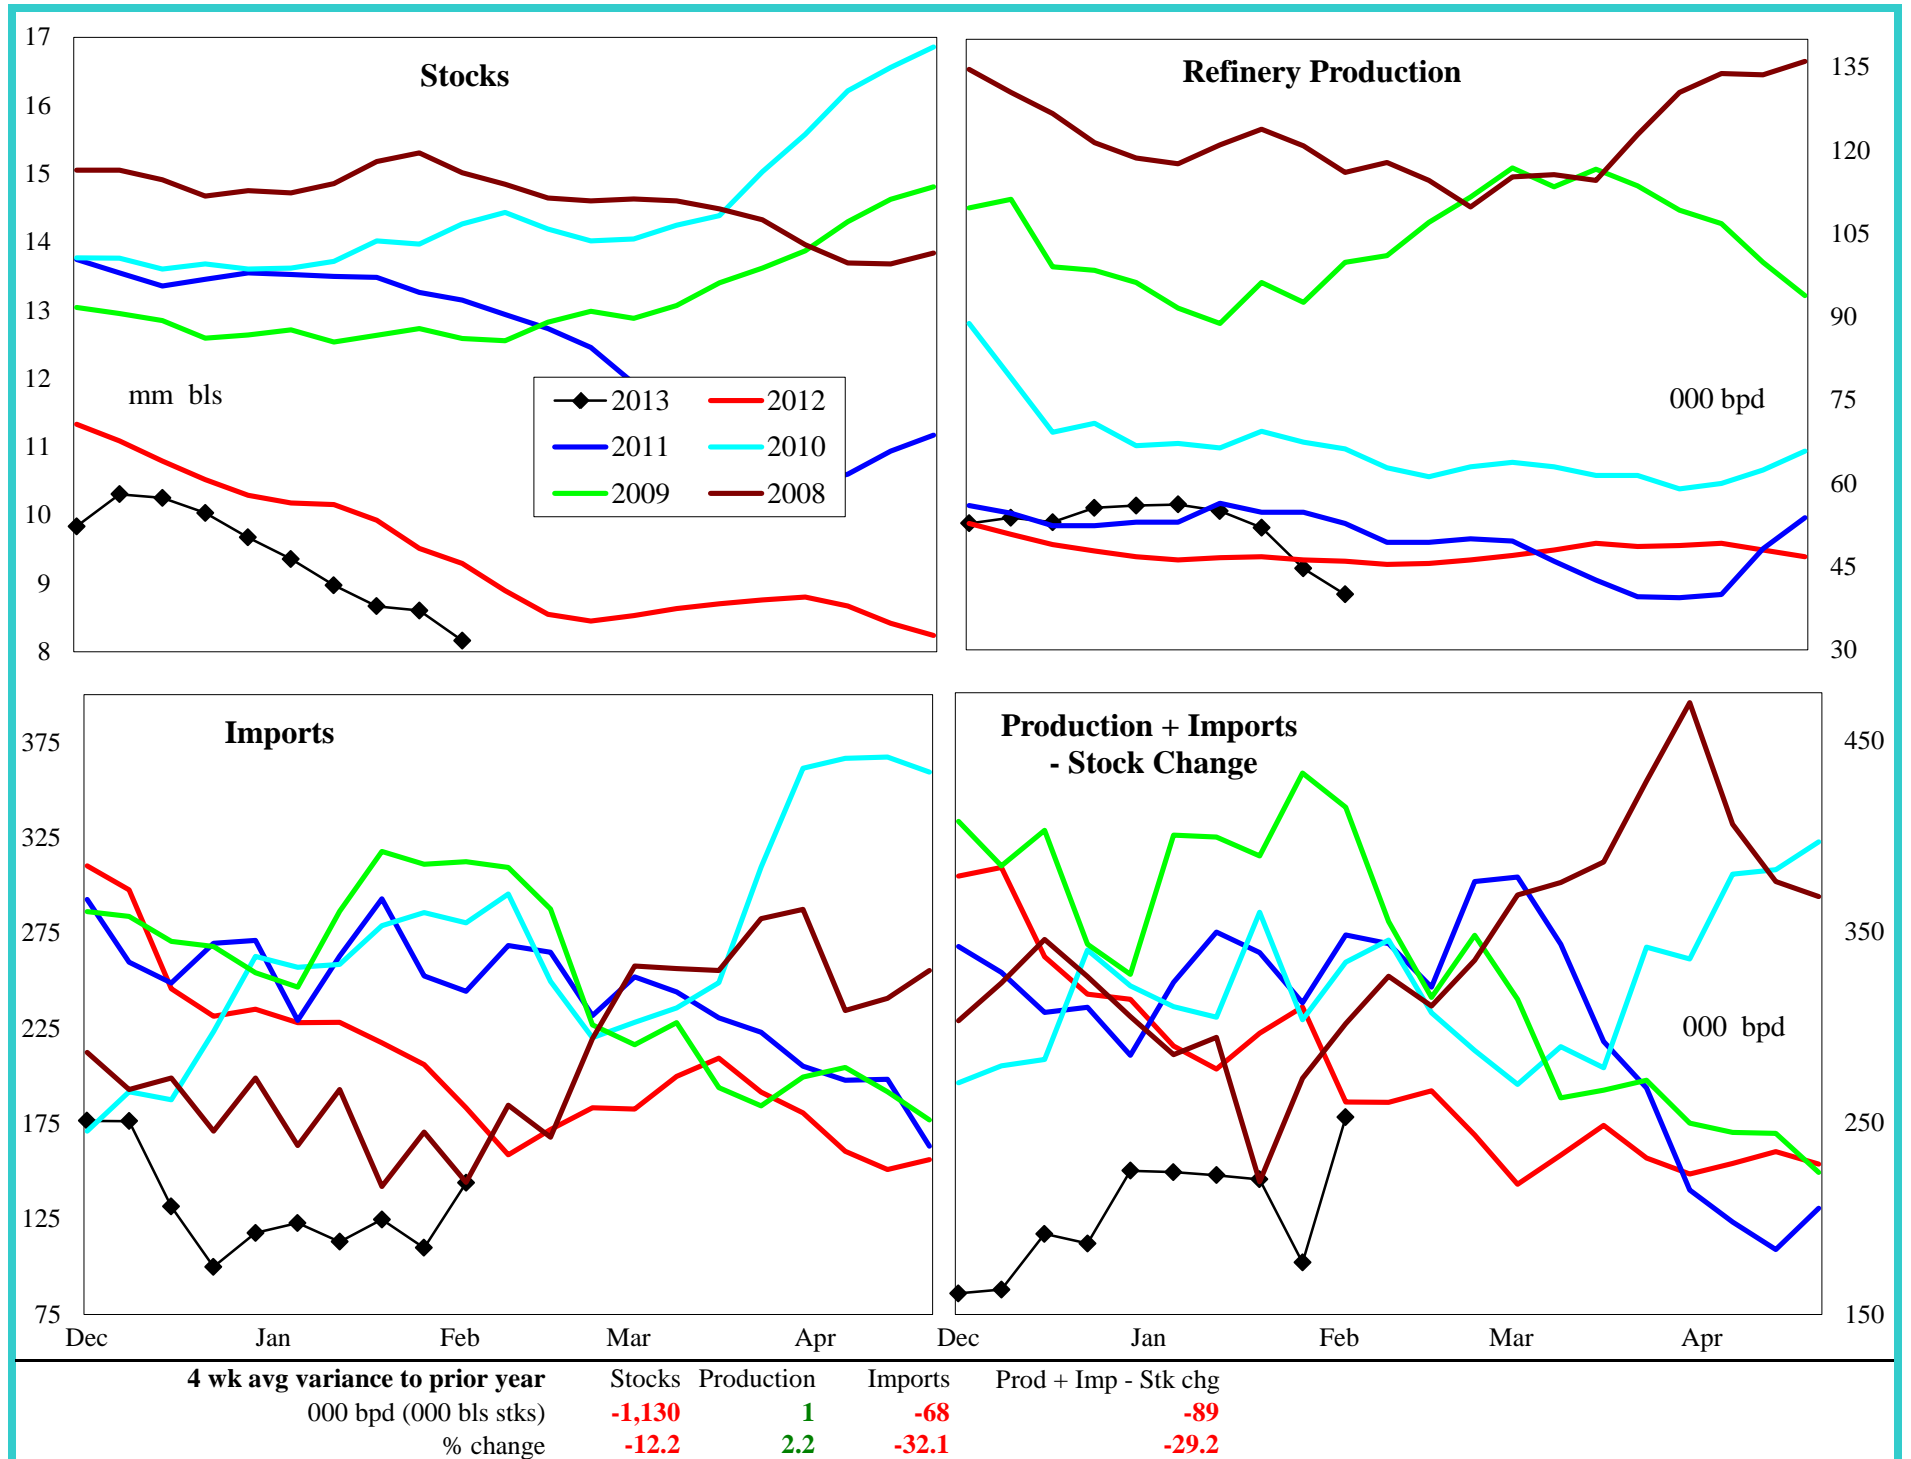 Stocks
17
16
15
14
13
12
11
10
9
8
mm bls
2013
2012
2011
2010
2009
2008
Refinery Production
135
120
105
90
75
60
45
30
000 bpd
Imports
375
325
275
225
175
125
75
Dec Jan Feb Mar Apr
Production + Imports
- Stock Change
450
350
250
150
000 bpd
Dec Jan Feb Mar Apr
4 wk avg variance to prior year Stocks Production Imports Prod + Imp - Stk chg
000 bpd (000 bls stks) -1,130 1 -68 -89
% change -12.2 2.2 -32.1 -29.2